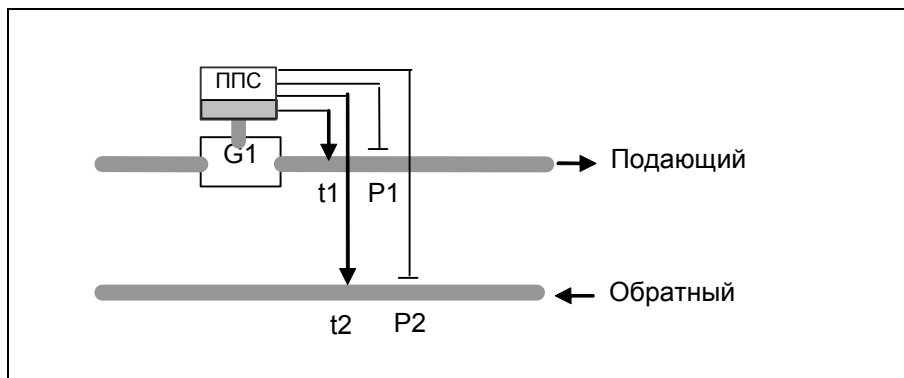 ППС
G1
Подающий
t1 P1
Обратный
t2 P2